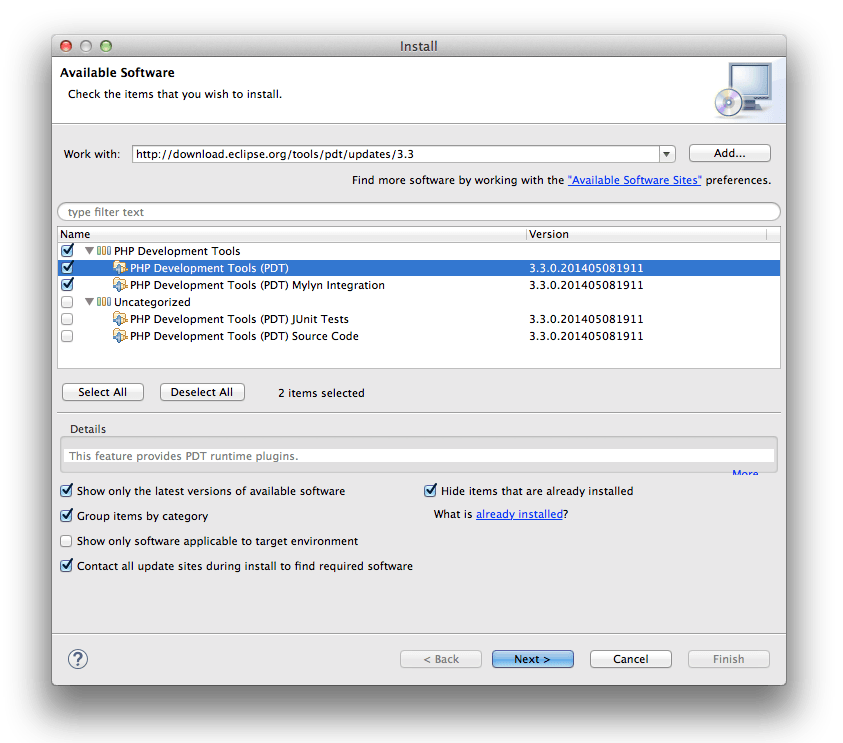 Install
Available Software
Check the items that you wish to install.
Work with: http://download.eclipse.org/tools/pdt/updates/3.3 Add...
Find more software by working with the "Available Software Sites" preferences.
type filter text
Name Version
PHP Development Tools
PHP Development Tools (PDT) 3.3.0.201405081911
PHP Development Tools (PDT) Mylyn Integration 3.3.0.201405081911
Uncategorized
PHP Development Tools (PDT) JUnit Tests 3.3.0.201405081911
PHP Development Tools (PDT) Source Code 3.3.0.201405081911
Select All Deselect All 2 items selected
Details
This feature provides PDT runtime plugins.
More...
Show only the latest versions of available software Hide items that are already installed
Group items by category What is already installed?
Show only software applicable to target environment
Contact all update sites during install to find required software
? < Back Next > Cancel Finish